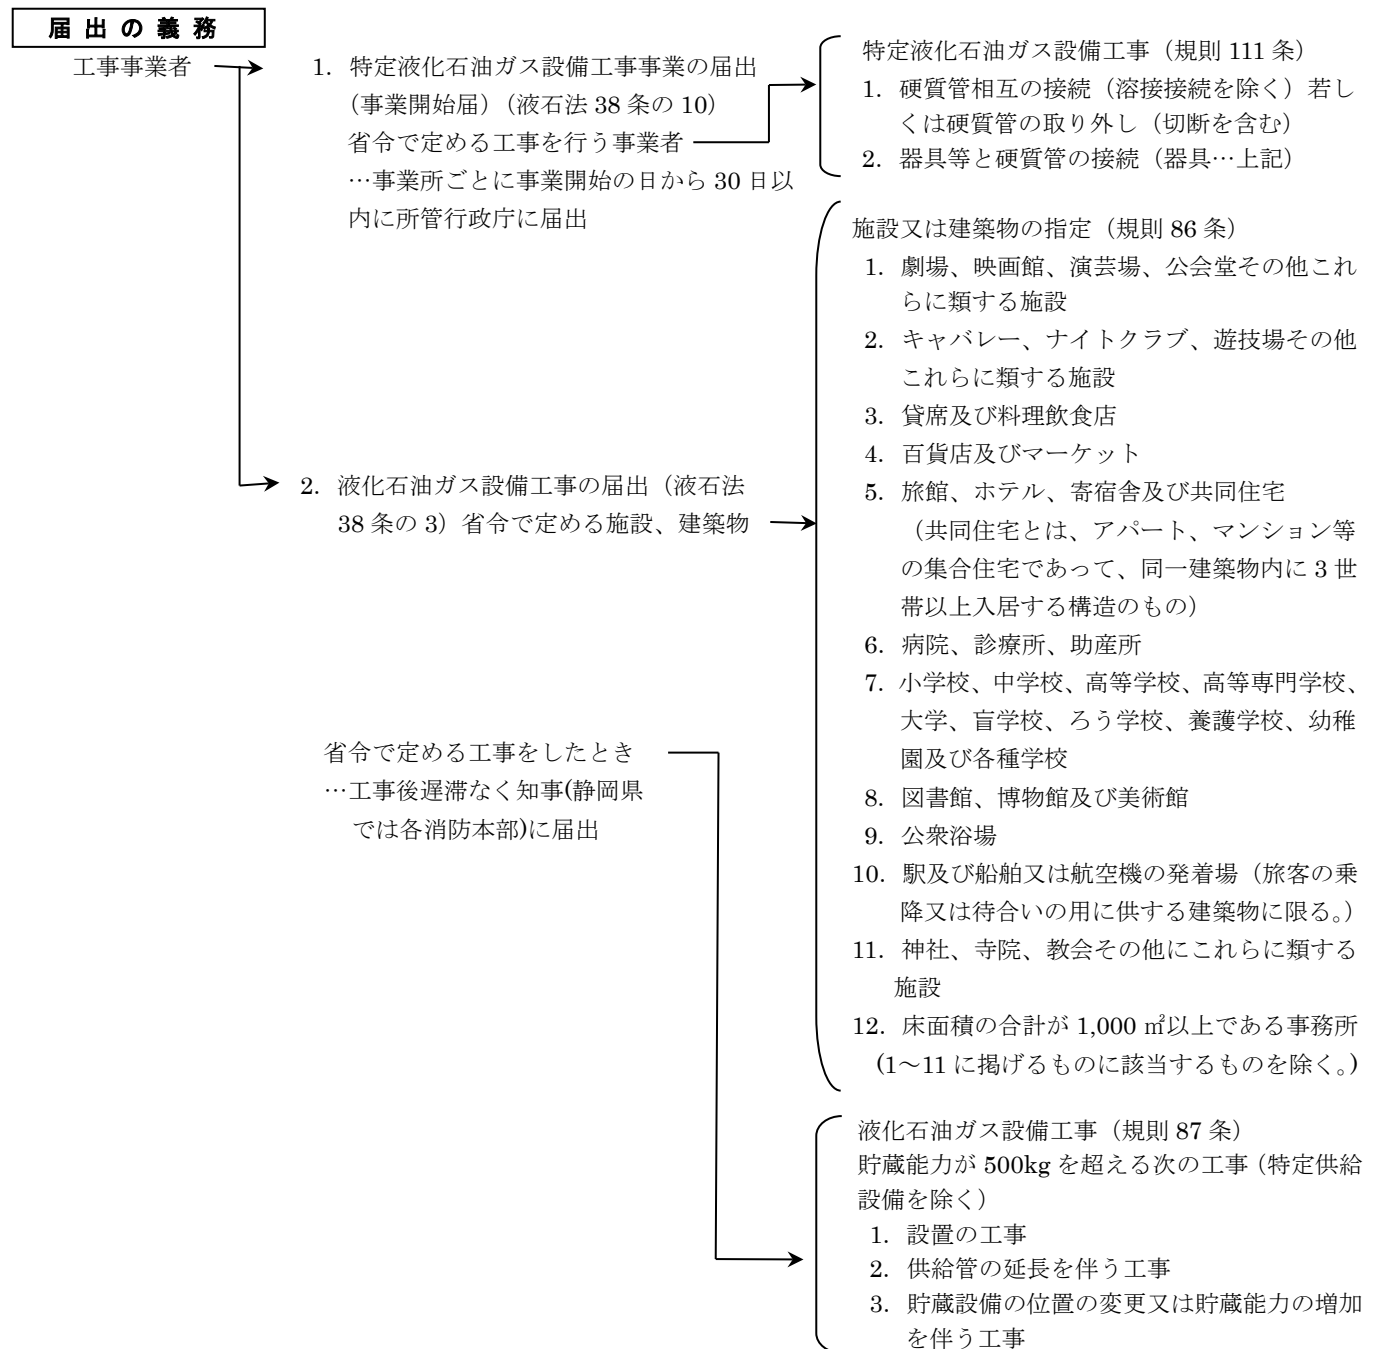 届出の義務
工事事業者
1. 特定液化石油ガス設備工事事業の届出
（事業開始届）（液石法 38 条の 10）
省令で定める工事を行う事業者
…事業所ごとに事業開始の日から 30 日以
内に所管行政庁に届出
特定液化石油ガス設備工事（規則 111 条）
1. 硬質管相互の接続（溶接接続を除く）若し
くは硬質管の取り外し（切断を含む）
2. 器具等と硬質管の接続（器具…上記）
2. 液化石油ガス設備工事の届出（液石法
38 条の 3）省令で定める施設、建築物
施設又は建築物の指定（規則 86 条）
1. 劇場、映画館、演芸場、公会堂その他これ
らに類する施設
2. キャバレー、ナイトクラブ、遊技場その他
これらに類する施設
3. 貸席及び料理飲食店
4. 百貨店及びマーケット
5. 旅館、ホテル、寄宿舎及び共同住宅
（共同住宅とは、アパート、マンション等
の集合住宅であって、同一建築物内に 3 世
帯以上入居する構造のもの）
6. 病院、診療所、助産所
7. 小学校、中学校、高等学校、高等専門学校、
大学、盲学校、ろう学校、養護学校、幼稚
園及び各種学校
8. 図書館、博物館及び美術館
9. 公衆浴場
10. 駅及び船舶又は航空機の発着場（旅客の乗
降又は待合いの用に供する建築物に限る。）
11. 神社、寺院、教会その他にこれらに類する
施設
12. 床面積の合計が 1,000 ㎡以上である事務所
(1～11 に掲げるものに該当するものを除く。)
省令で定める工事をしたとき
…工事後遅滞なく知事(静岡県
では各消防本部)に届出
液化石油ガス設備工事（規則 87 条）
貯蔵能力が 500kg を超える次の工事（特定供給
設備を除く）
1. 設置の工事
2. 供給管の延長を伴う工事
3. 貯蔵設備の位置の変更又は貯蔵能力の増加
を伴う工事